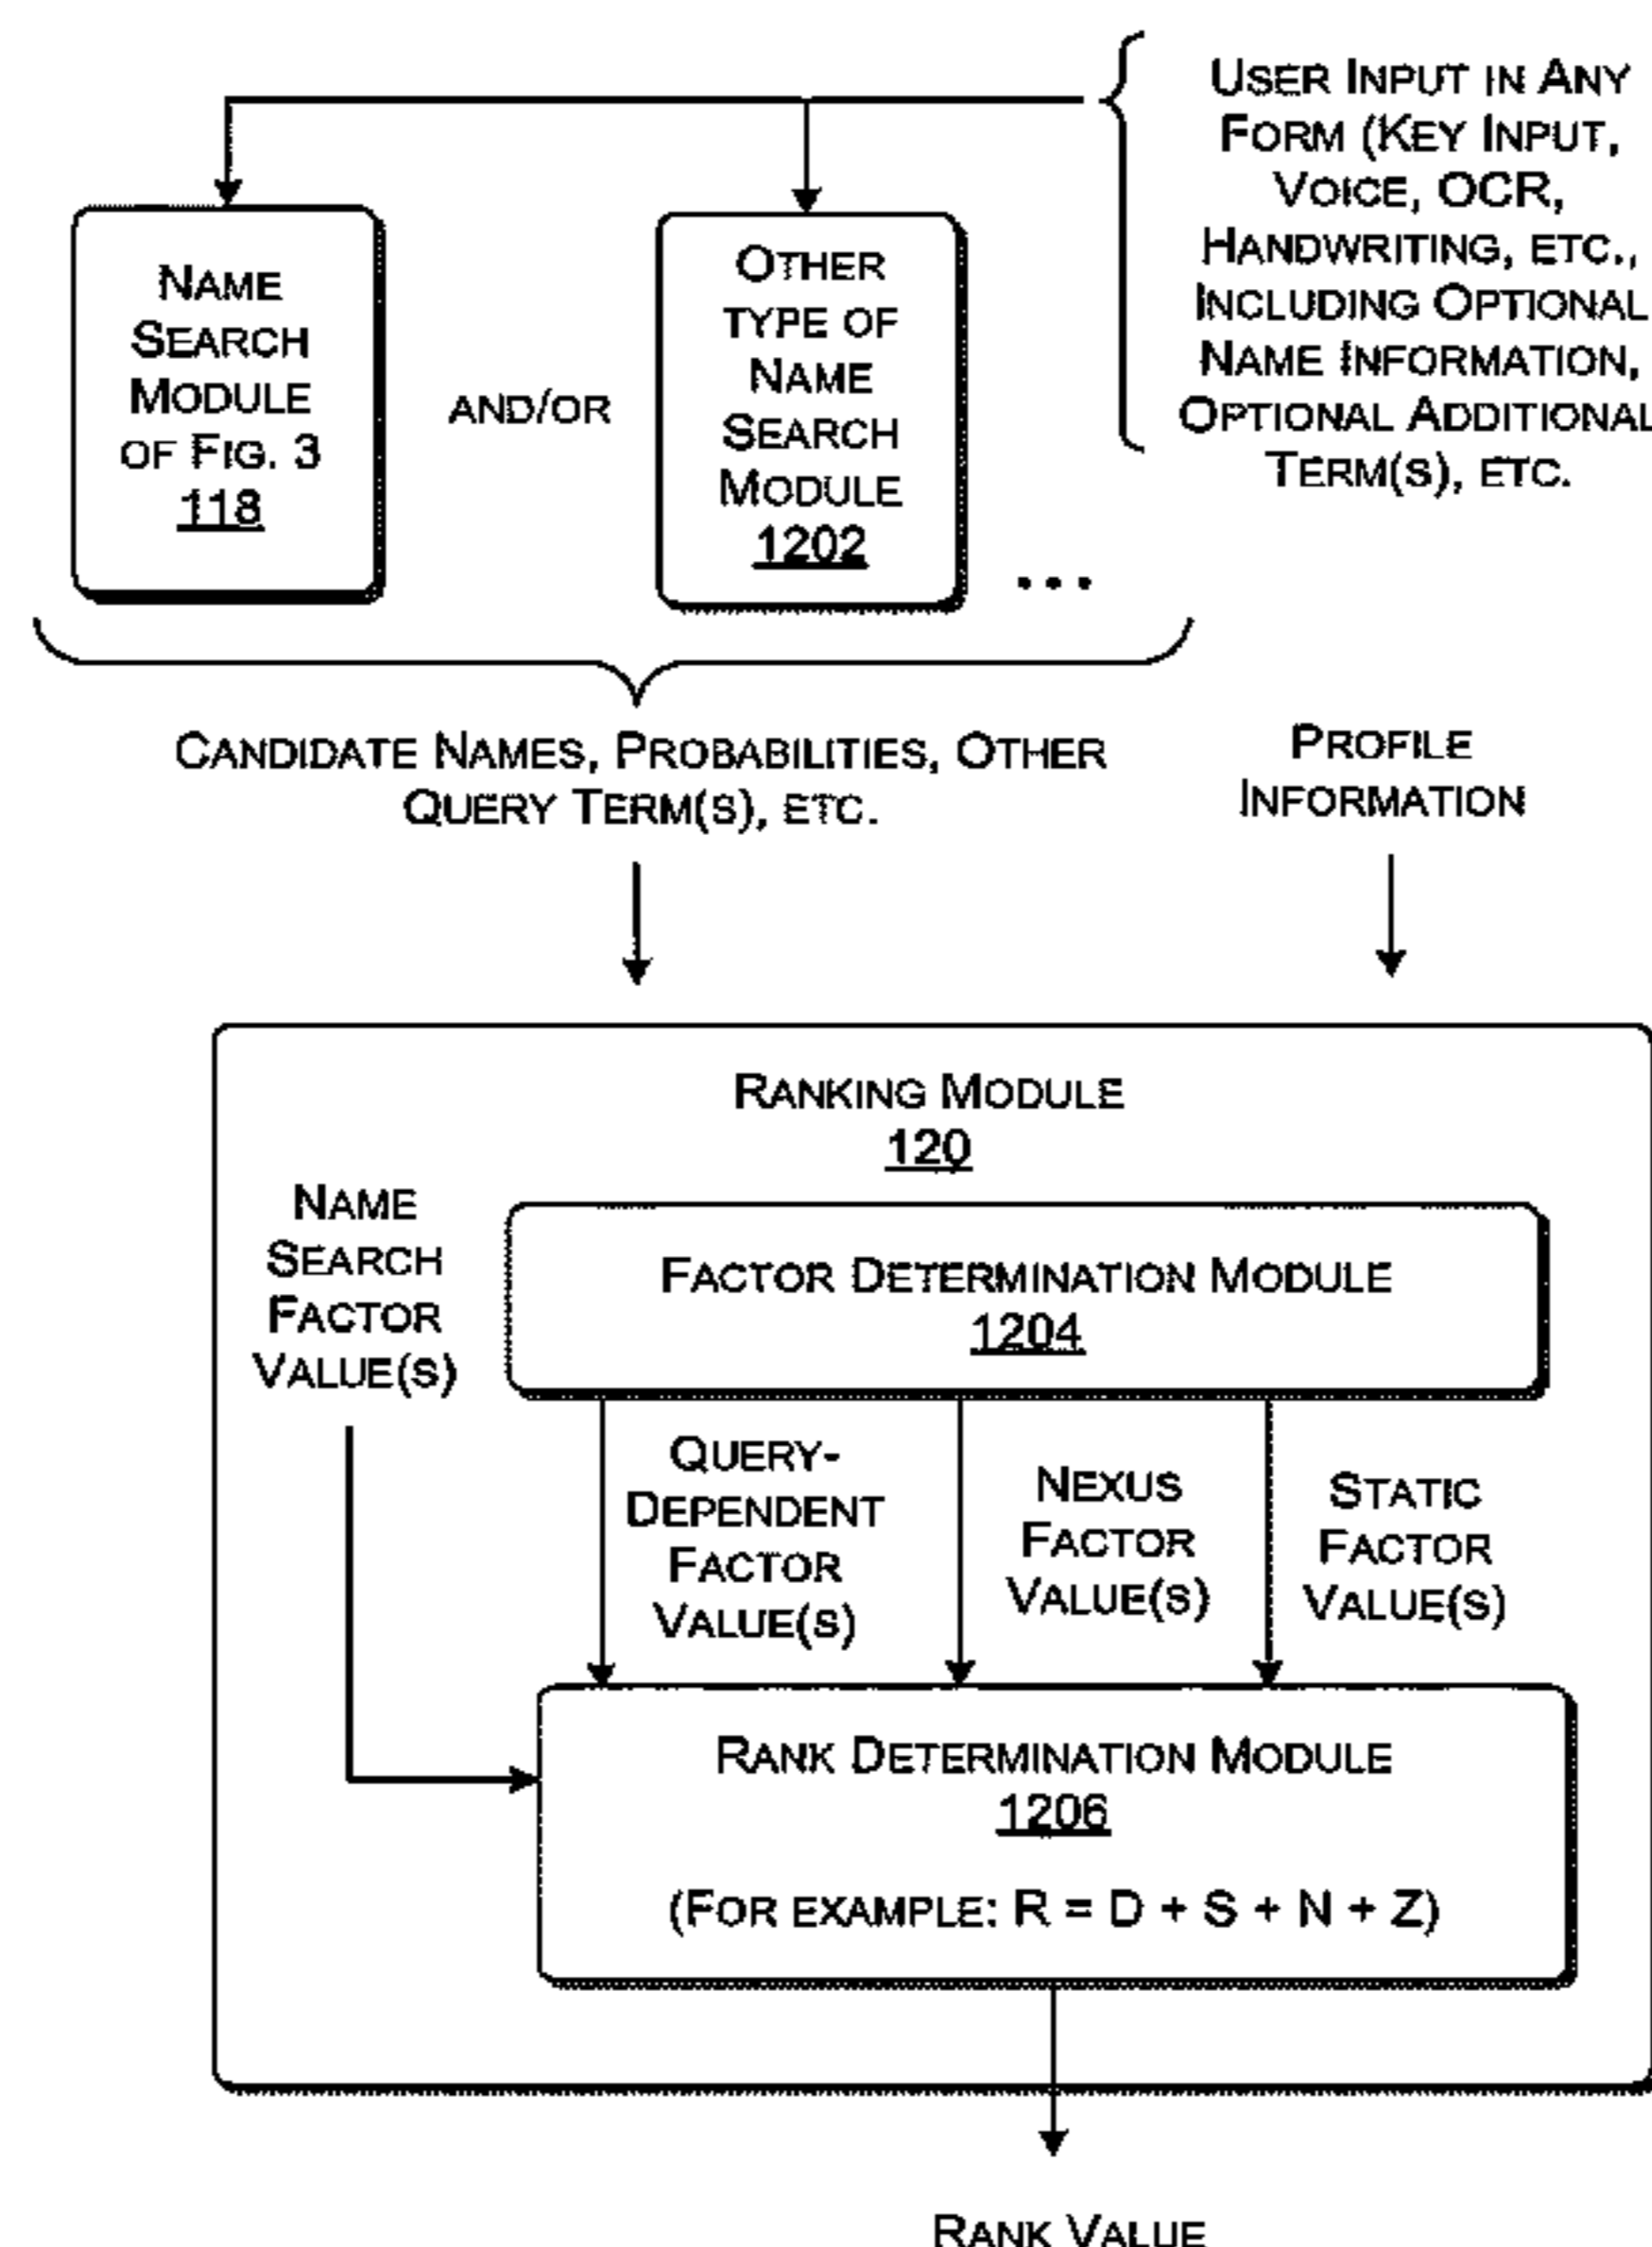 USER INPUT IN ANY
FORM (KEY INPUT,
VOICE, OCR,
HANDWRITING, ETC.,
INCLUDING OPTIONAL
NAME INFORMATION,
OPTIONAL ADDITIONAL
TERM(S), ETC.
NAME
SEARCH
MODULE
OF FIG. 3
118
AND/OR
OTHER
TYPE OF
NAME
SEARCH
MODULE
1202
...
CANDIDATE NAMES, PROBABILITIES, OTHER
QUERY TERM(S), ETC.
PROFILE
INFORMATION
RANKING MODULE
120
NAME
SEARCH
FACTOR
VALUE(S)
FACTOR DETERMINATION MODULE
1204
QUERY-
DEPENDENT
FACTOR
VALUE(S)
NEXUS
FACTOR
VALUE(S)
STATIC
FACTOR
VALUE(S)
RANK DETERMINATION MODULE
1206
(FOR EXAMPLE: R = D + S + N + Z)
RANK VALUE